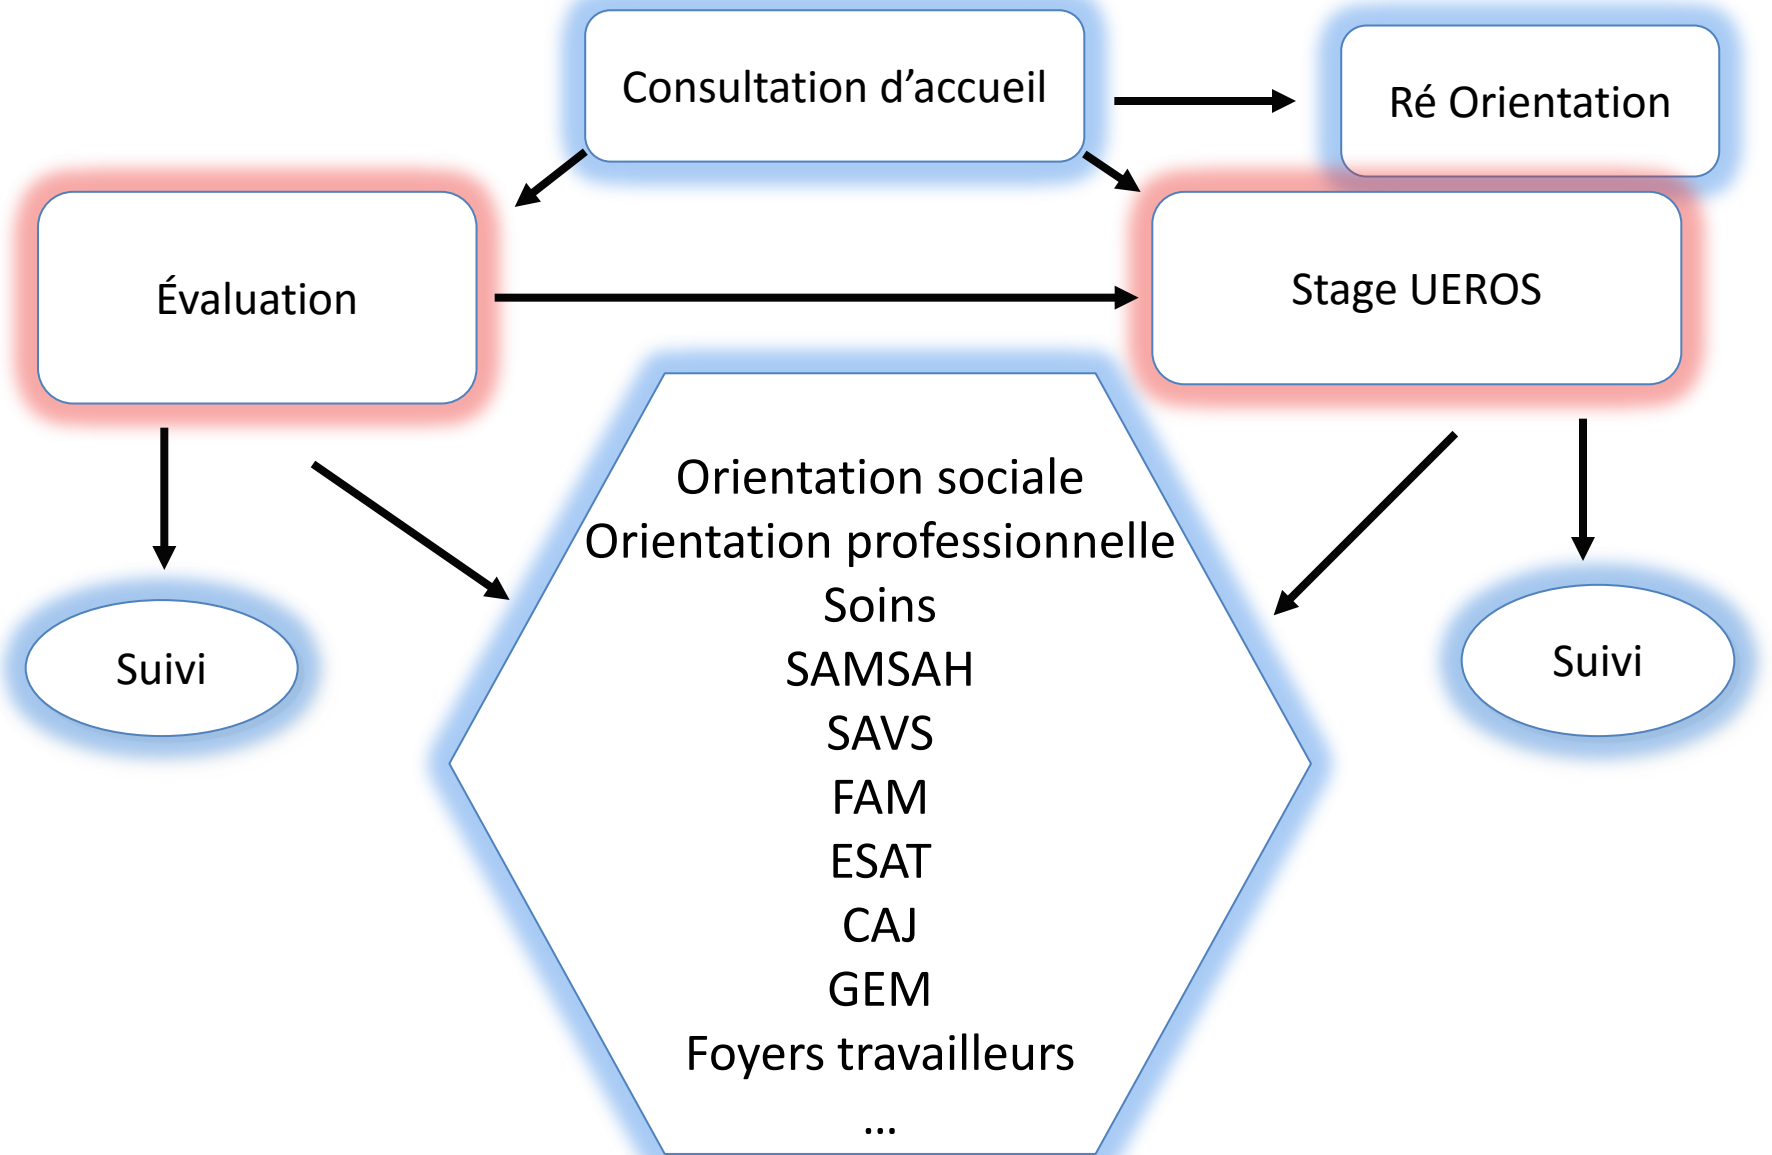 Consultation d’accueil
Ré Orientation
Évaluation
Stage UEROS
Orientation sociale
Orientation professionnelle
Soins
SAMSAH
SAVS
FAM
ESAT
CAJ
GEM
Foyers travailleurs
...
Suivi
Suivi